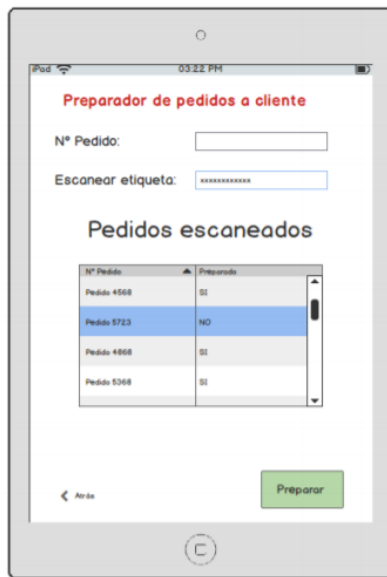 iPod 03:22 PM
Preparador de pedidos a cliente
Nº Pedido:
Escanear etiqueta: xxxxxxxxxxxx
Pedidos escaneados
Nº Pedido Preparado
Pedido 4568 SI
Pedido 5723 NO
Pedido 4868 SI
Pedido 5368 SI
Atrás Preparar